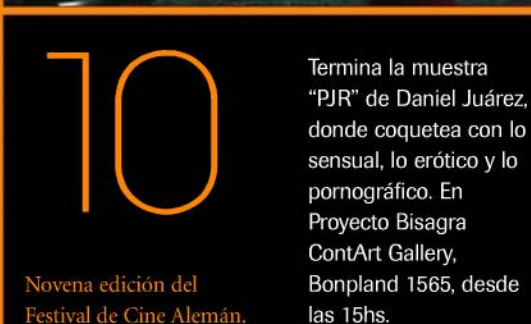 10
Novena edición del
Festival de Cine Alemán.
Termina la muestra
“PJR” de Daniel Juárez,
donde coquetea con lo
sensual, lo erótico y lo
pornográfico. En
Proyecto Bisagra
ContArt Gallery,
Bonpland 1565, desde
las 15hs.